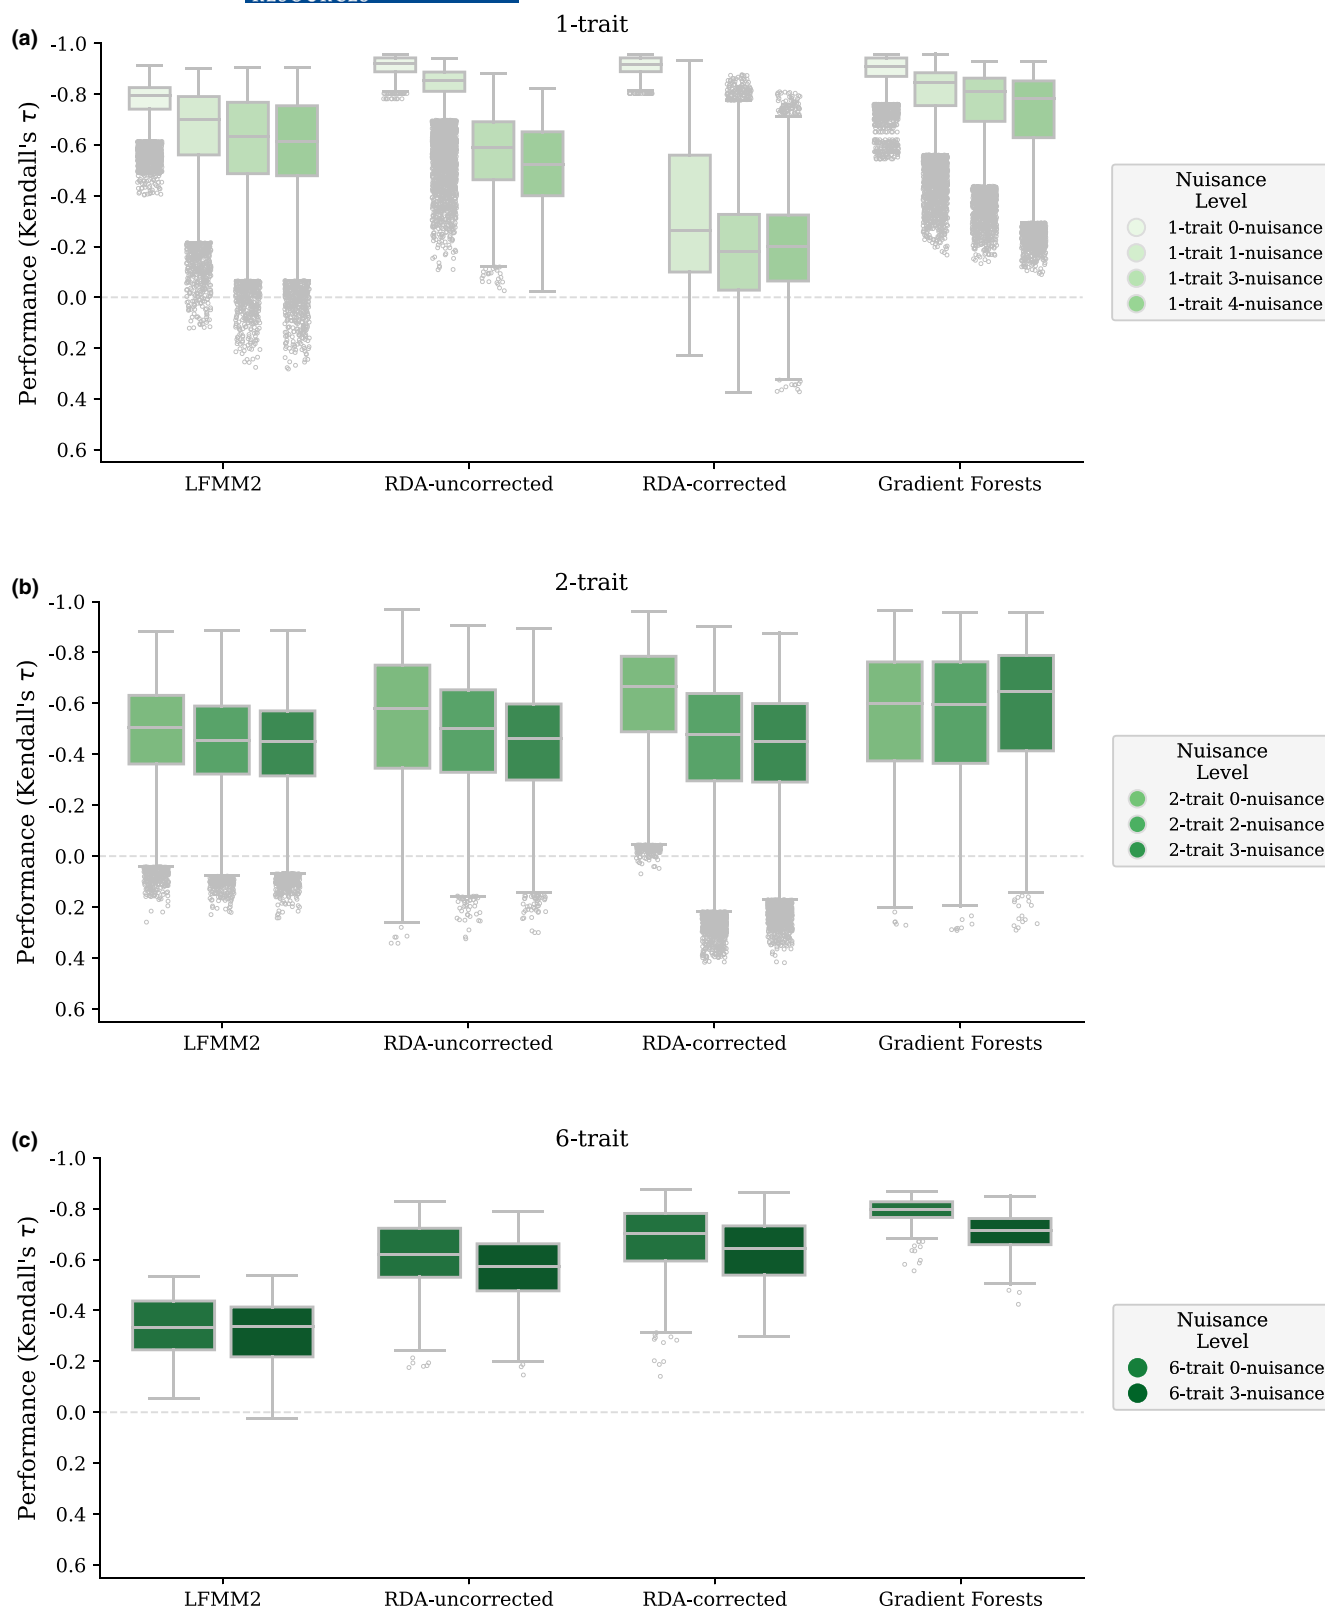 (a)
1-trait
Performance (Kendall's τ)
-1.0
-0.8
-0.6
-0.4
-0.2
0.0
0.2
0.4
0.6
LFMM2
RDA-uncorrected
RDA-corrected
Gradient Forests
Nuisance
Level
1-trait 0-nuisance
1-trait 1-nuisance
1-trait 3-nuisance
1-trait 4-nuisance
(b)
2-trait
Performance (Kendall's τ)
-1.0
-0.8
-0.6
-0.4
-0.2
0.0
0.2
0.4
0.6
LFMM2
RDA-uncorrected
RDA-corrected
Gradient Forests
Nuisance
Level
2-trait 0-nuisance
2-trait 2-nuisance
2-trait 3-nuisance
(c)
6-trait
Performance (Kendall's τ)
-1.0
-0.8
-0.6
-0.4
-0.2
0.0
0.2
0.4
0.6
LFMM2
RDA-uncorrected
RDA-corrected
Gradient Forests
Nuisance
Level
6-trait 0-nuisance
6-trait 3-nuisance